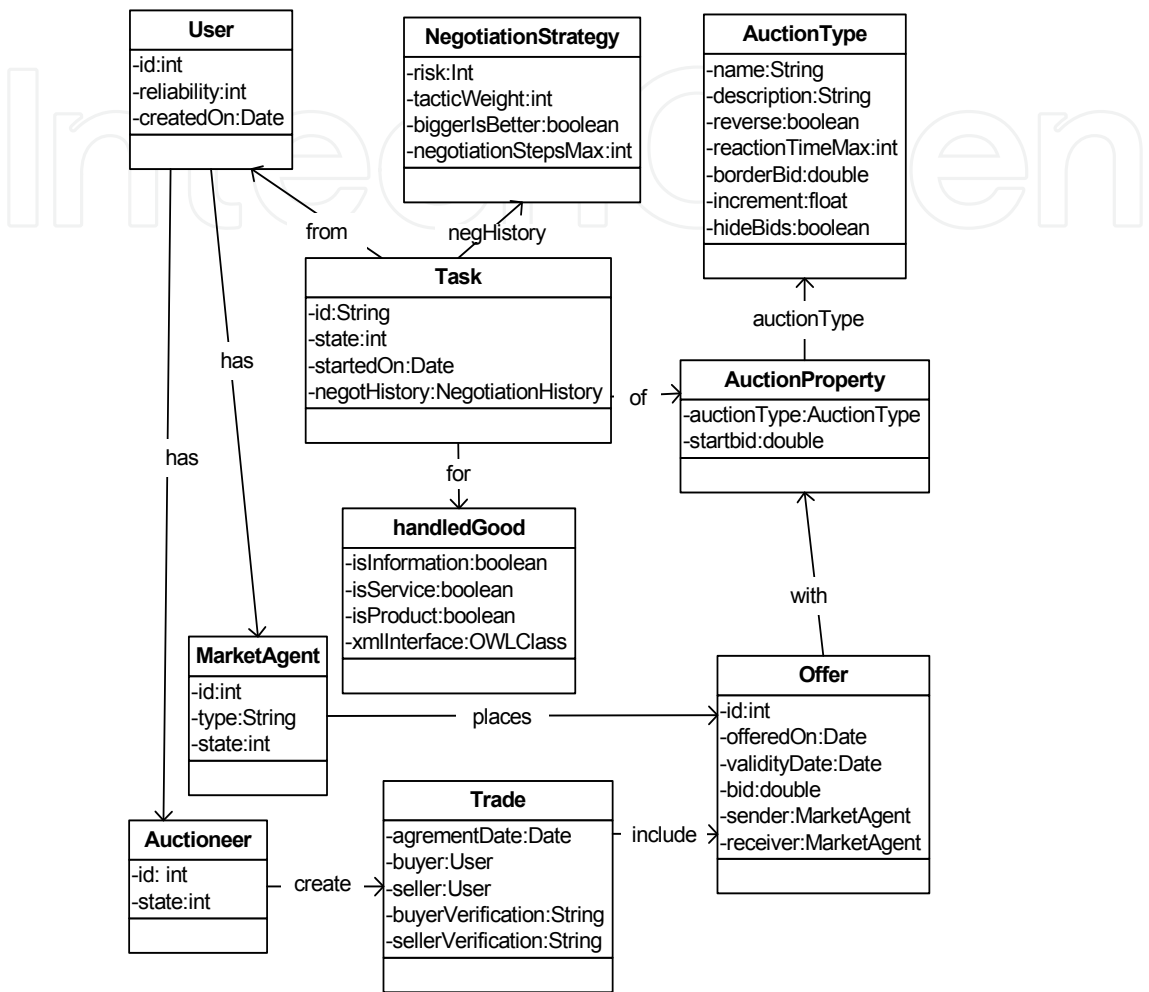 User
-id:int
-reliability:int
-createdOn:Date
NegotiationStrategy
-risk:Int
-tacticWeight:int
-biggerIsBetter:boolean
-negotiationStepsMax:int
AuctionType
-name:String
-description:String
-reverse:boolean
-reactionTimeMax:int
-borderBid:double
-increment:float
-hideBids:boolean
IntechOpen
from
negHistory
auctionType
Task
-id:String
-state:int
-startedOn:Date
-negotHistory:NegotiationHistory
has
has
of
AuctionProperty
-auctionType:AuctionType
-startbid:double
for
handledGood
-isInformation:boolean
-isService:boolean
-isProduct:boolean
-xmlInterface:OWLClass
with
MarketAgent
-id:int
-type:String
-state:int
places
Offer
-id:int
-offeredOn:Date
-validityDate:Date
-bid:double
-sender:MarketAgent
-receiver:MarketAgent
Auctioneer
-id: int
-state:int
create
Trade
-agrementDate:Date
-buyer:User
-seller:User
-buyerVerification:String
-sellerVerification:String
include